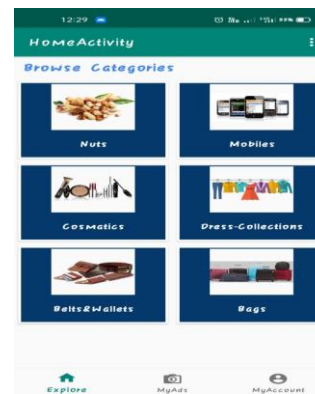 12:29
HomeActivity
Browse Categories
Nuts Mobiles
Cosmatics Dress-Collections
Belts&Wallets Bags
Explore MyAds MyAccount